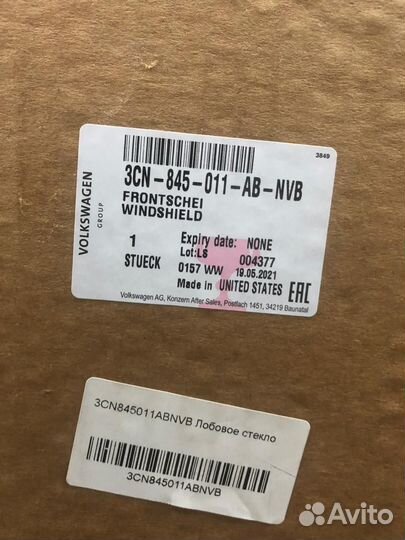 3849
3CN-845-011-AB-NVB
FRONTSCHEI
WINDSHIELD
VOLKSWAGEN
GROUP
1 Expiry date: NONE
Lot:LS 004377
STUECK 0157 WW 19.05.2021
Made in UNITED STATES EAC
Volkswagen AG, Konzern After Sales, Postfach 1451, 34219 Baunatal
3CN845011ABNVB Лобовое стекло
3CN845011ABNVB
Avito